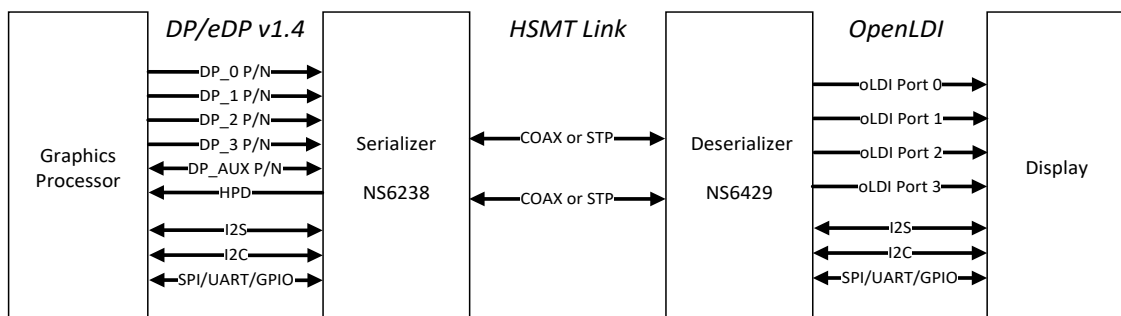 DP/eDP v1.4
HSMT Link
OpenLDI
Graphics
Processor
DP_0 P/N
DP_1 P/N
DP_2 P/N
DP_3 P/N
DP_AUX P/N
HPD
I2S
I2C
SPI/UART/GPIO
Serializer
NS6238
COAX or STP
COAX or STP
Deserializer
NS6429
oLDI Port 0
oLDI Port 1
oLDI Port 2
oLDI Port 3
I2S
I2C
SPI/UART/GPIO
Display